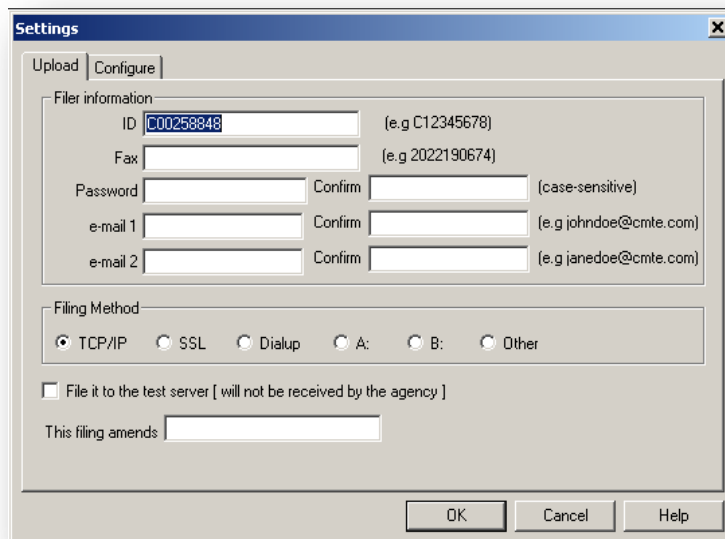 Settings
Upload Configure
Filer information
ID C00258848 (e.g C12345678)
Fax (e.g 2022190674)
Password Confirm (case-sensitive)
e-mail 1 Confirm (e.g johndoe@cmte.com)
e-mail 2 Confirm (e.g janedoe@cmte.com)
Filing Method
TCP/IP SSL Dialup A: B: Other
File it to the test server [ will not be received by the agency ]
This filing amends
OK Cancel Help